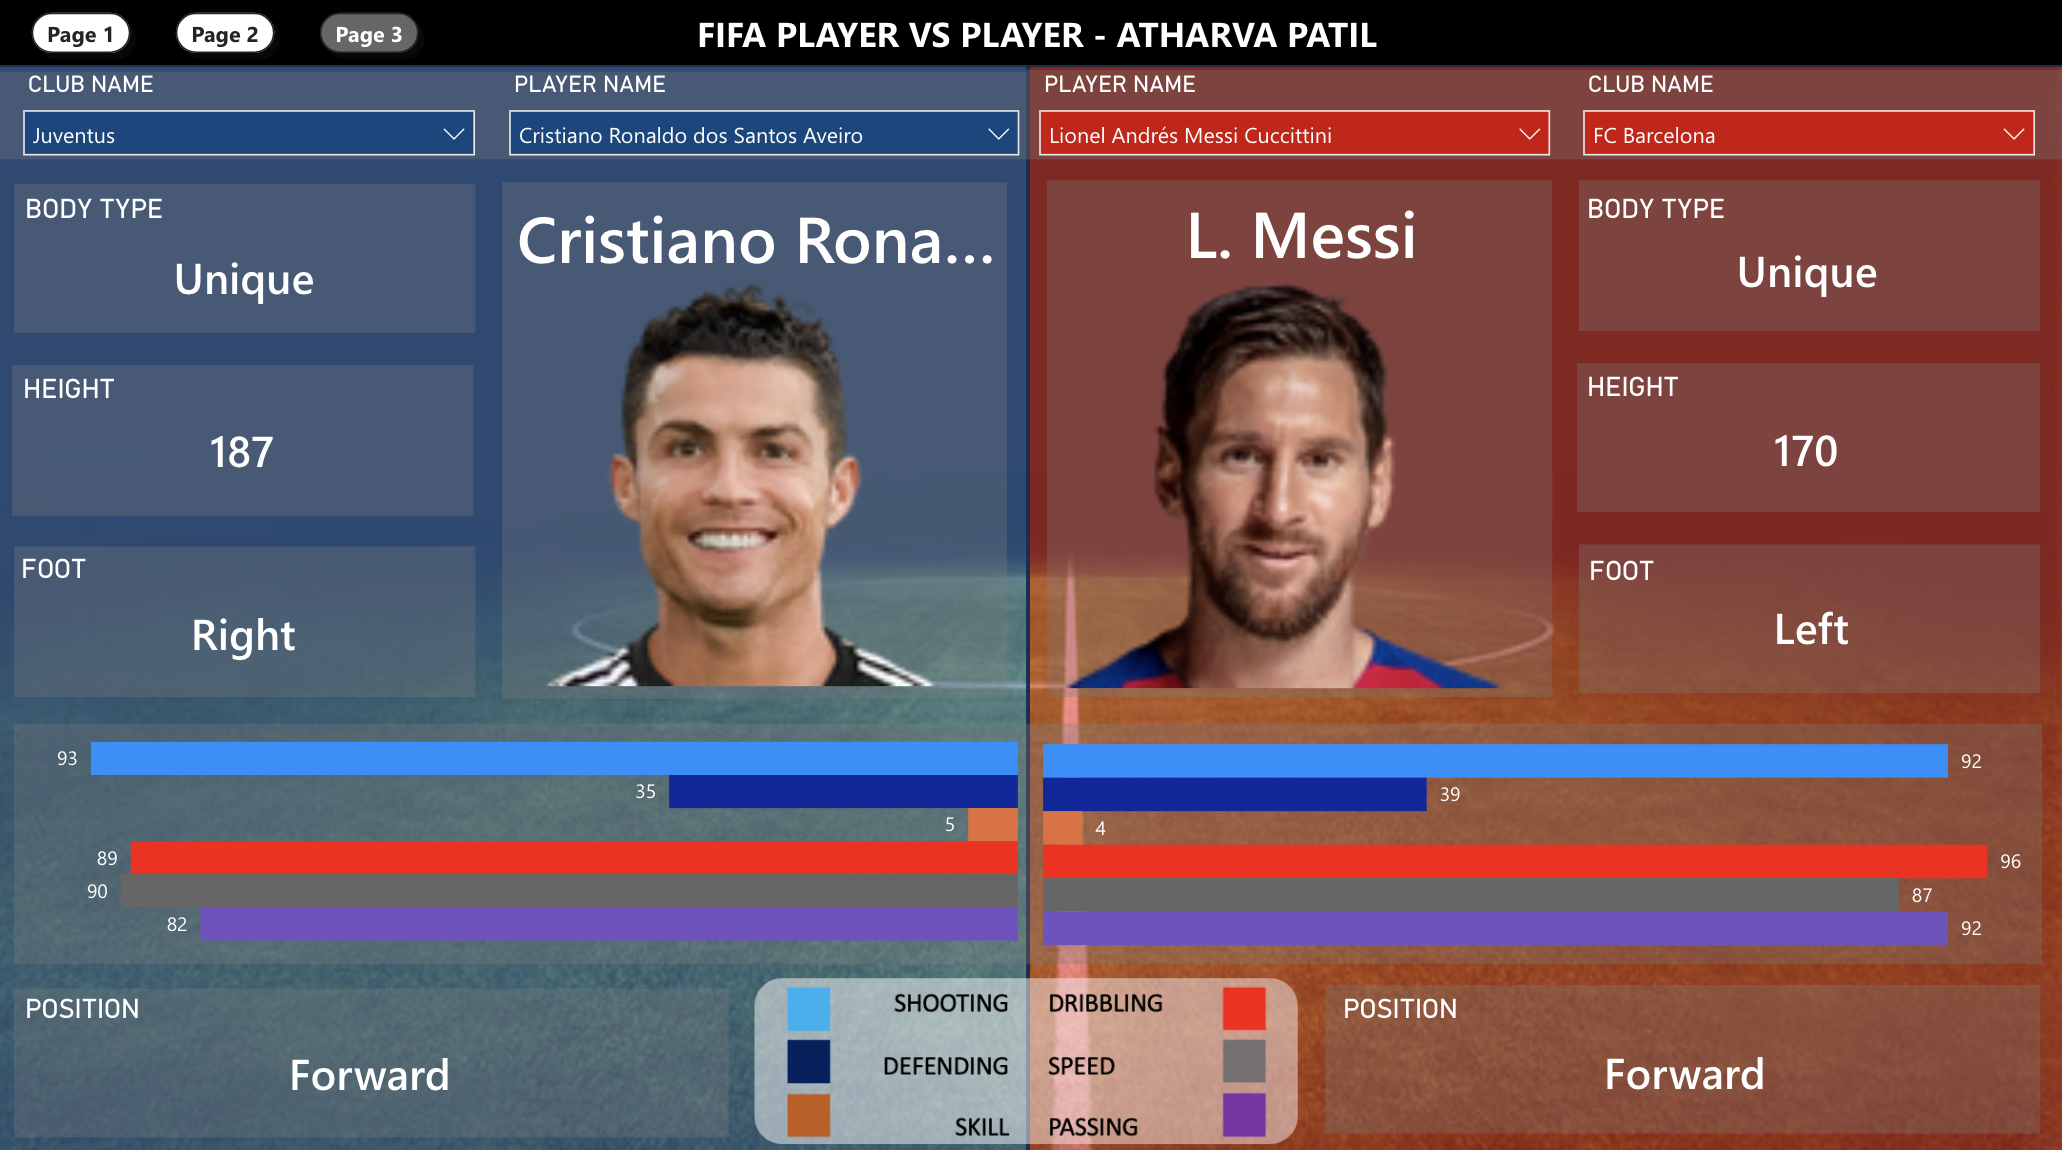 Page 1
Page 2
Page 3
FIFA PLAYER VS PLAYER - ATHARVA PATIL
CLUB NAME
PLAYER NAME
PLAYER NAME
CLUB NAME
Juventus
Cristiano Ronaldo dos Santos Aveiro
Lionel Andrés Messi Cuccittini
FC Barcelona
BODY TYPE
Unique
Cristiano Rona...
L. Messi
BODY TYPE
Unique
HEIGHT
187
HEIGHT
170
FOOT
Right
FOOT
Left
93
35
5
89
90
82
92
39
4
96
87
92
POSITION
Forward
SHOOTING
DRIBBLING
DEFENDING
SPEED
SKILL
PASSING
POSITION
Forward